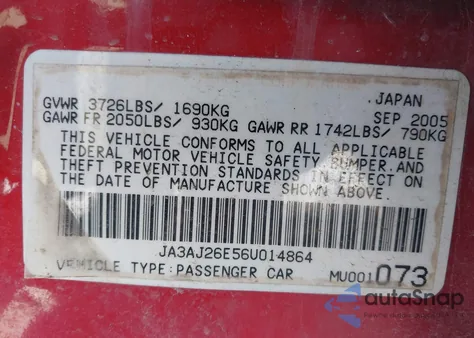 JAPAN
GVWR 3726LBS/ 1690KG SEP 2005
GAWR FR 2050LBS/ 930KG GAWR RR 1742LBS/ 790KG
THIS VEHICLE CONFORMS TO ALL APPLICABLE
FEDERAL MOTOR VEHICLE SAFETY, BUMPER, AND
THEFT PREVENTION STANDARDS IN EFFECT ON
THE DATE OF MANUFACTURE SHOWN ABOVE.
JA3AJ26E56U014864
VEHICLE TYPE:PASSENGER CAR MU001073
autoSnap